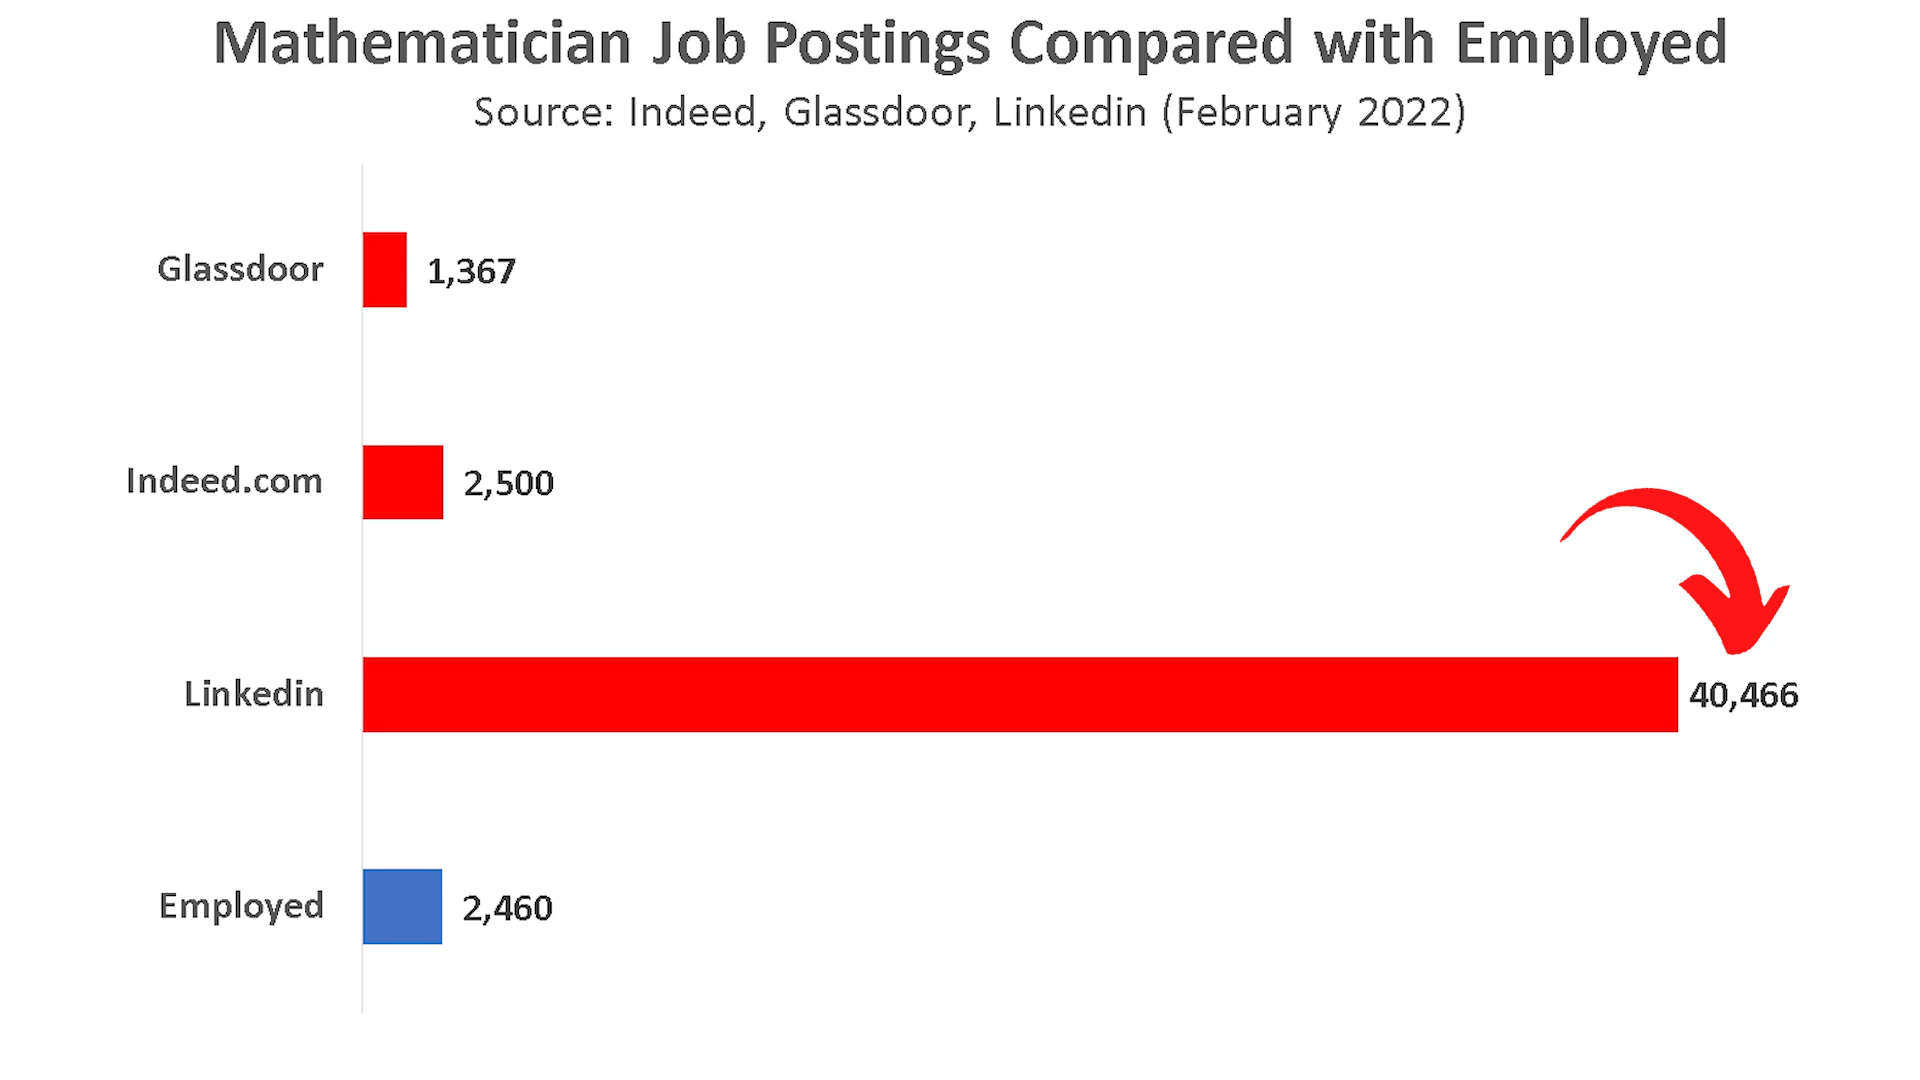 Mathematician Job Postings Compared with Employed
Source: Indeed, Glassdoor, Linkedin (February 2022)
Glassdoor 1,367
Indeed.com 2,500
Linkedin 40,466
Employed 2,460